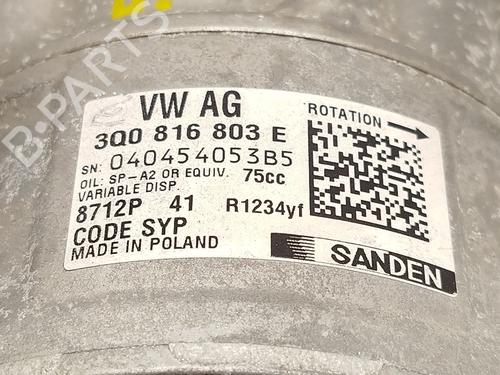 B-PARTS
VW AG
ROTATION
3Q0 816 803 E
SN: 040454053B5
OIL: SP-A2 OR EQUIV. 75cc
VARIABLE DISP.
8712P 41 R1234yf
CODE SYP
MADE IN POLAND
SANDEN